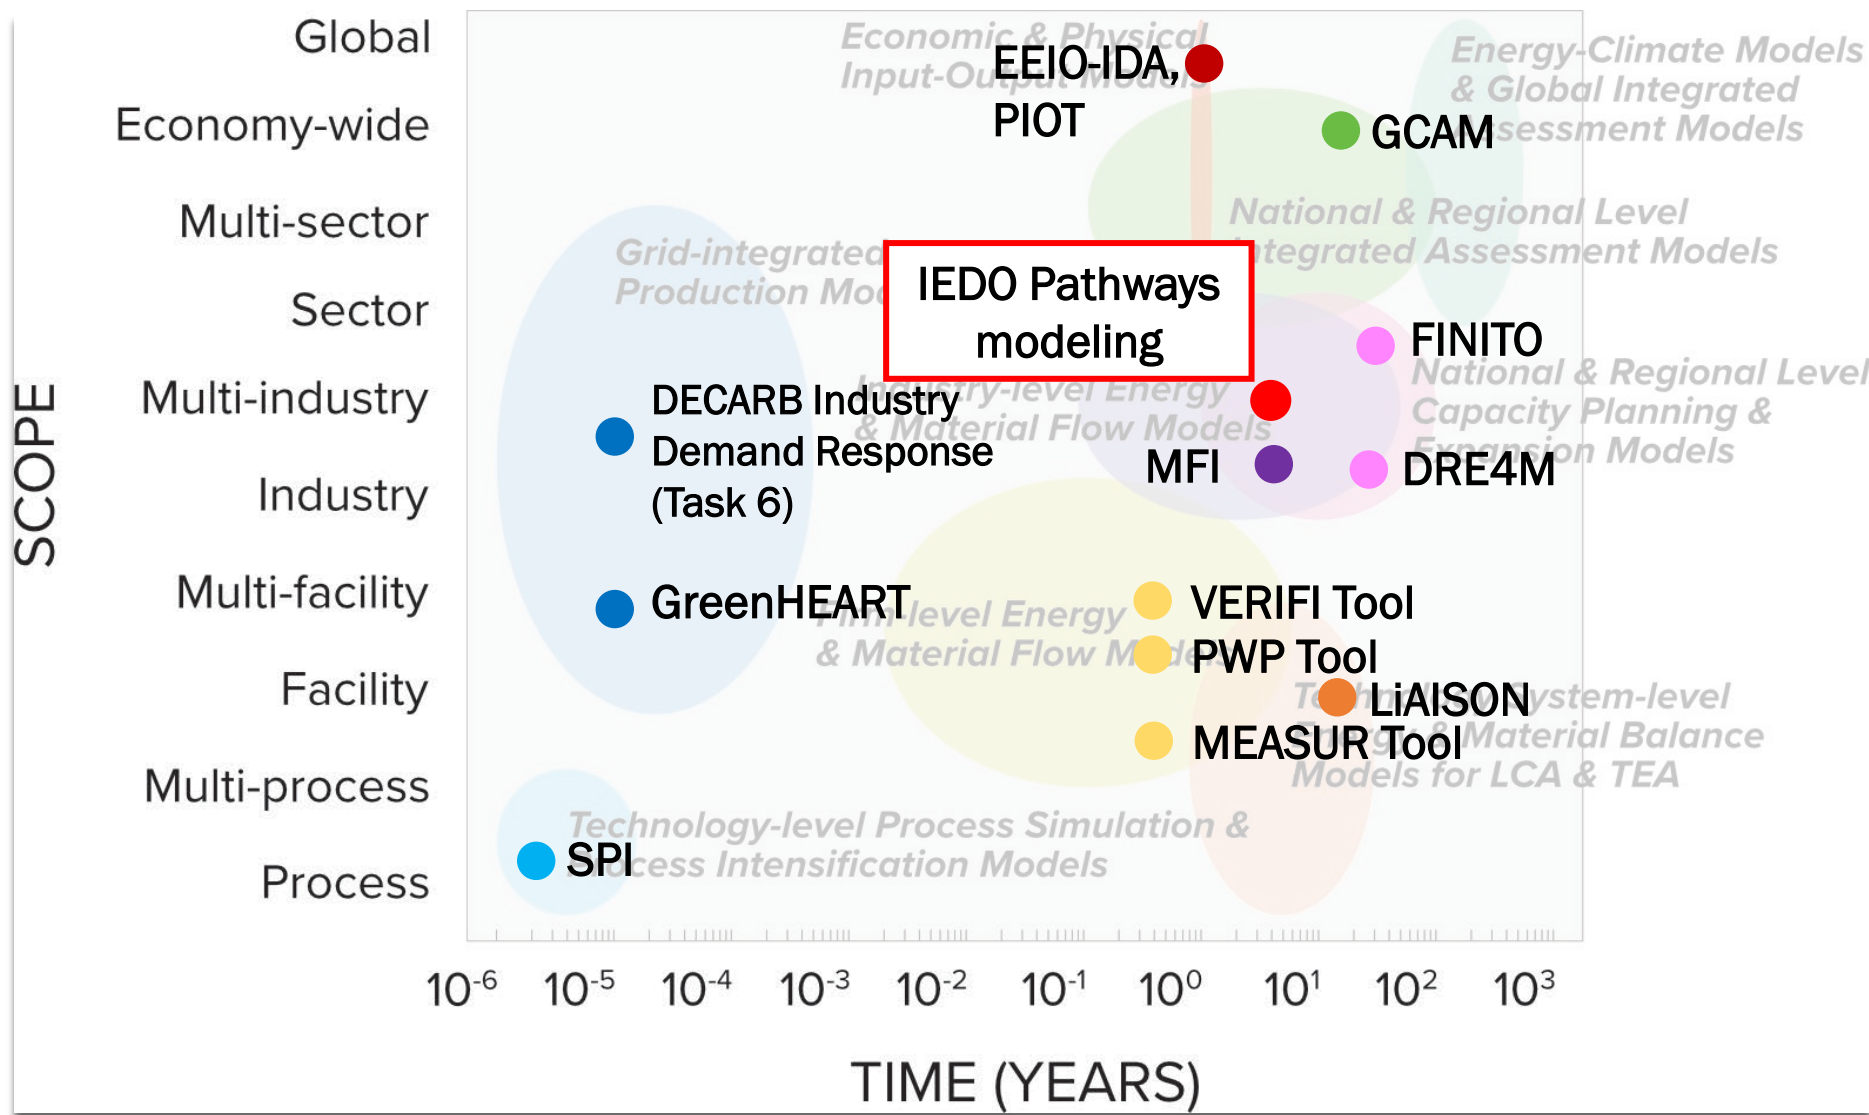 Global
Economy-wide
Multi-sector
Sector
Multi-industry
Industry
Multi-facility
Facility
Multi-process
Process
SCOPE
Economic & Physical
Input-Output Models
EEIO-IDA,
PIOT
Energy-Climate Models
& Global Integrated
Assessment Models
GCAM
National & Regional Level
Integrated Assessment Models
Grid-integrated
Production
IEDO Pathways
modeling
FINITO
National & Regional Level
Capacity Planning &
Expansion Models
Industry-level Energy
& Material Flow Models
DECARB Industry
Demand Response
(Task 6)
MFI
DRE4M
GreenHEART
Firm-level Energy
& Material Flow Models
VERIFI Tool
PWP Tool
LiAISON
MEASUR Tool
Technology System-level
Energy & Material Balance
Models for LCA & TEA
Technology-level Process Simulation &
Process Intensification Models
SPI
10⁻⁶ 10⁻⁵ 10⁻⁴ 10⁻³ 10⁻² 10⁻¹ 10⁰ 10¹ 10² 10³
TIME (YEARS)